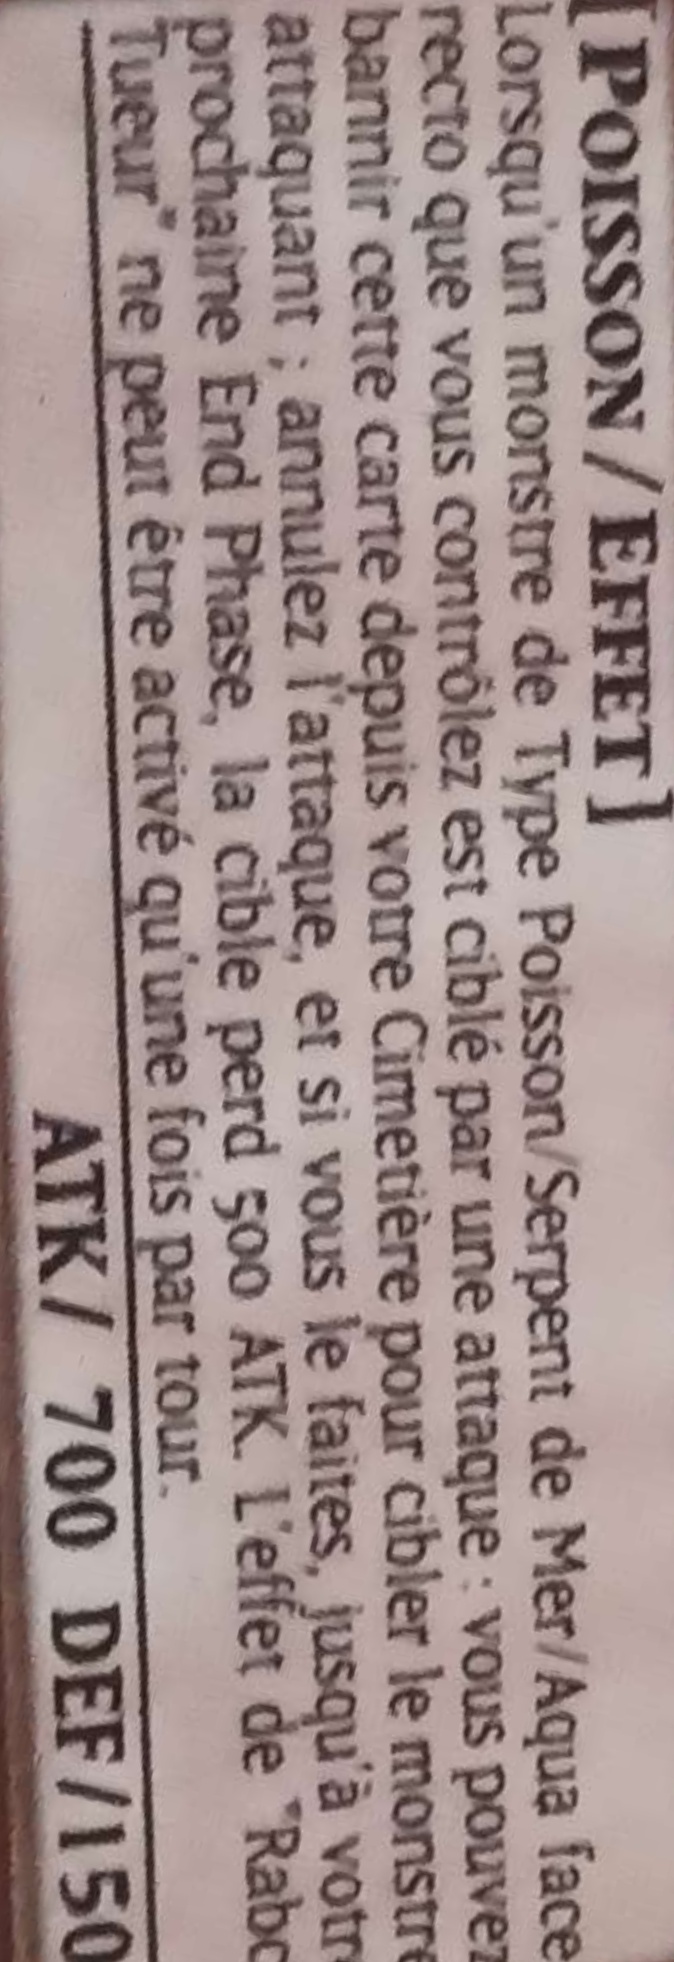 [POISSON/EFFET]
Lorsqu'un monstre de Type Poisson/Serpent de Mer/Aqua face
recto que vous contrôlez est ciblé par une attaque : vous pouvez
bannir cette carte depuis votre Cimetière pour cibler le monstre
attaquant ; annulez l'attaque, et si vous le faites, jusqu'à votre
prochaine End Phase, la cible perd 500 ATK. L'effet de "Rabo
Tueur" ne peut être activé qu'une fois par tour.
ATK/ 700 DEF/150